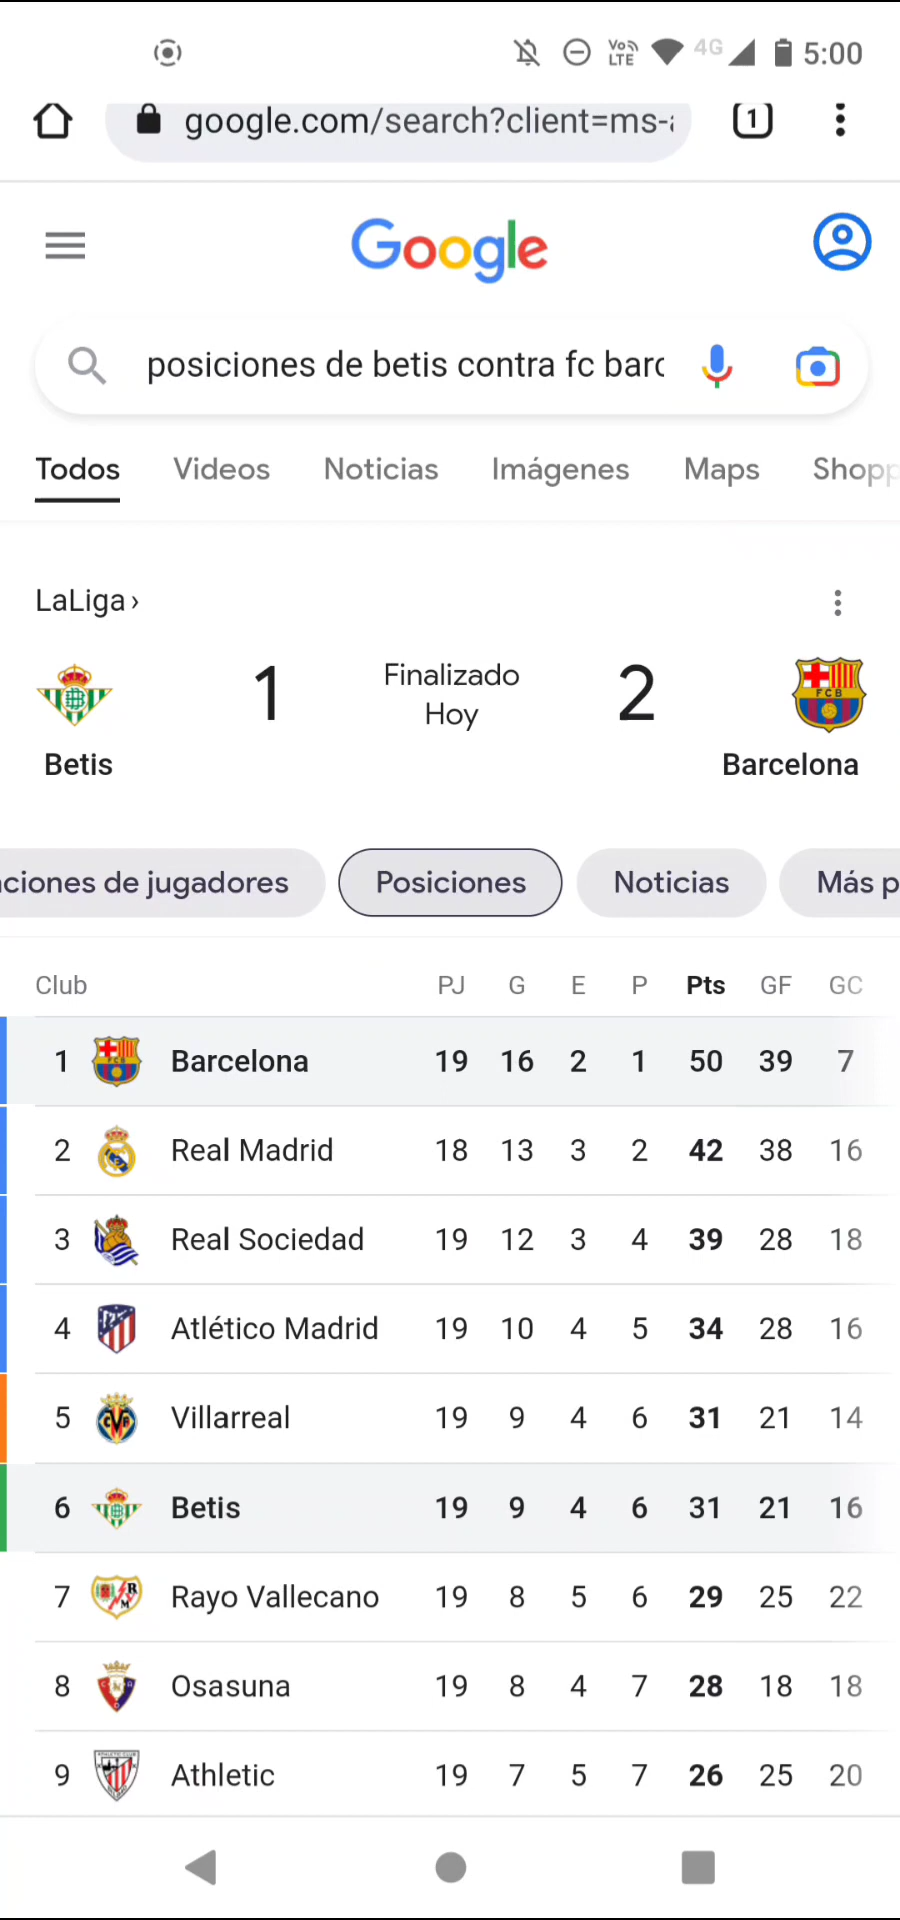 Vo)) 4G 5:00
LTE
google.com/search?client=ms- 1
Google
posiciones de betis contra fc barc
Todos Videos Noticias Imágenes Maps Shopp
LaLiga ›
1 Finalizado 2
Hoy
FCB
Betis Barcelona
ciones de jugadores Posiciones Noticias Más p
Club PJ G E P Pts GF GC
1 Barcelona 19 16 2 1 50 39 7
2 Real Madrid 18 13 3 2 42 38 16
3 Real Sociedad 19 12 3 4 39 28 18
4 Atlético Madrid 19 10 4 5 34 28 16
5 Villarreal 19 9 4 6 31 21 14
6 Betis 19 9 4 6 31 21 16
7 Rayo Vallecano 19 8 5 6 29 25 22
8 Osasuna 19 8 4 7 28 18 18
9 Athletic 19 7 5 7 26 25 20